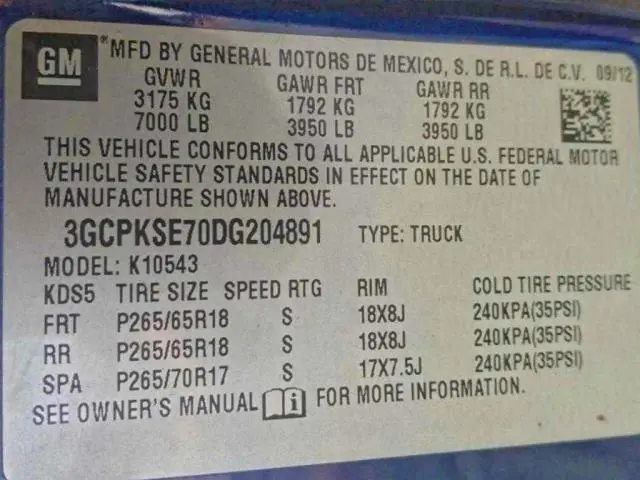 GM ® MFD BY GENERAL MOTORS DE MEXICO, S. DE R.L. DE C.V. 09/12
GVWR GAWR FRT GAWR RR
3175 KG 1792 KG 1792 KG
7000 LB 3950 LB 3950 LB
THIS VEHICLE CONFORMS TO ALL APPLICABLE U.S. FEDERAL MOTOR
VEHICLE SAFETY STANDARDS IN EFFECT ON THE DATE OF
MANUFACTURE SHOWN ABOVE.
3GCPKSE70DG204891 TYPE: TRUCK
MODEL: K10543
KDS5 TIRE SIZE SPEED RTG RIM COLD TIRE PRESSURE
FRT P265/65R18 S 18X8J 240KPA(35PSI)
RR P265/65R18 S 18X8J 240KPA(35PSI)
SPA P265/70R17 S 17X7.5J 240KPA(35PSI)
SEE OWNER'S MANUAL i FOR MORE INFORMATION.